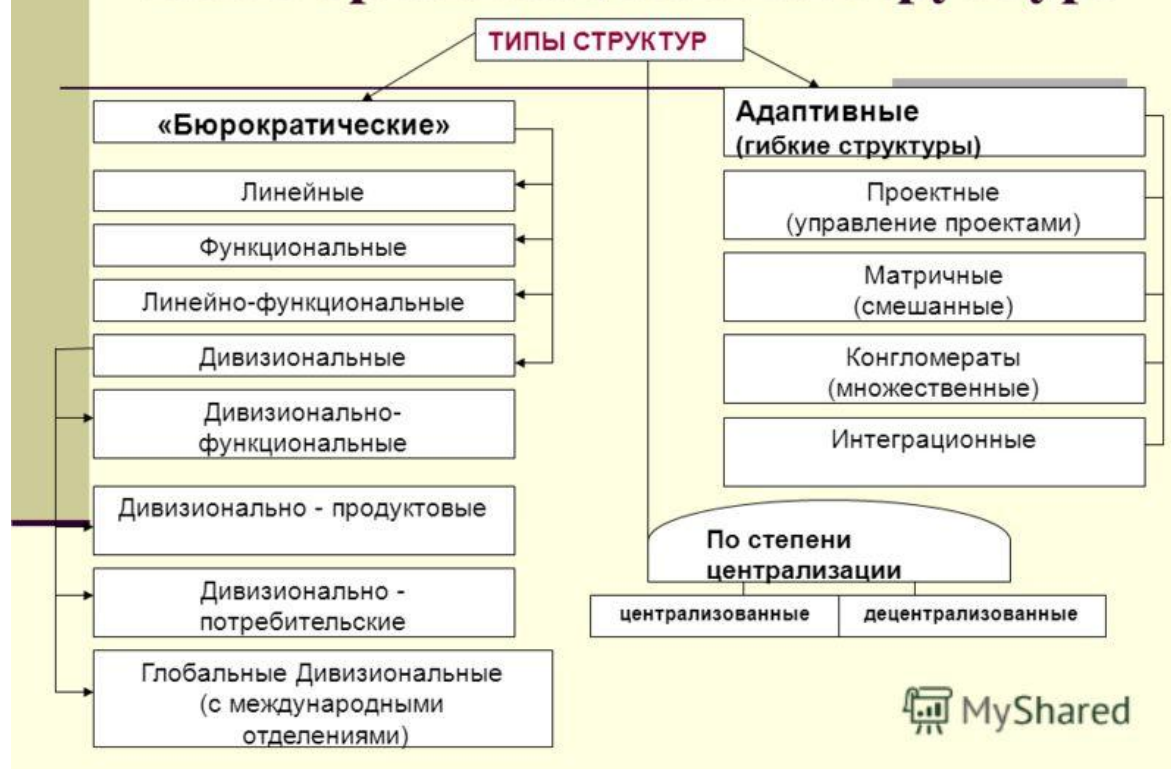 ТИПЫ СТРУКТУР
«Бюрократические»
Линейные
Функциональные
Линейно-функциональные
Дивизиональные
Дивизионально-
функциональные
Дивизионально - продуктовые
Дивизионально -
потребительские
Глобальные Дивизиональные
(с международными
отделениями)
Адаптивные
(гибкие структуры)
Проектные
(управление проектами)
Матричные
(смешанные)
Конгломераты
(множественные)
Интеграционные
По степени
централизации
централизованные
децентрализованные
MyShared